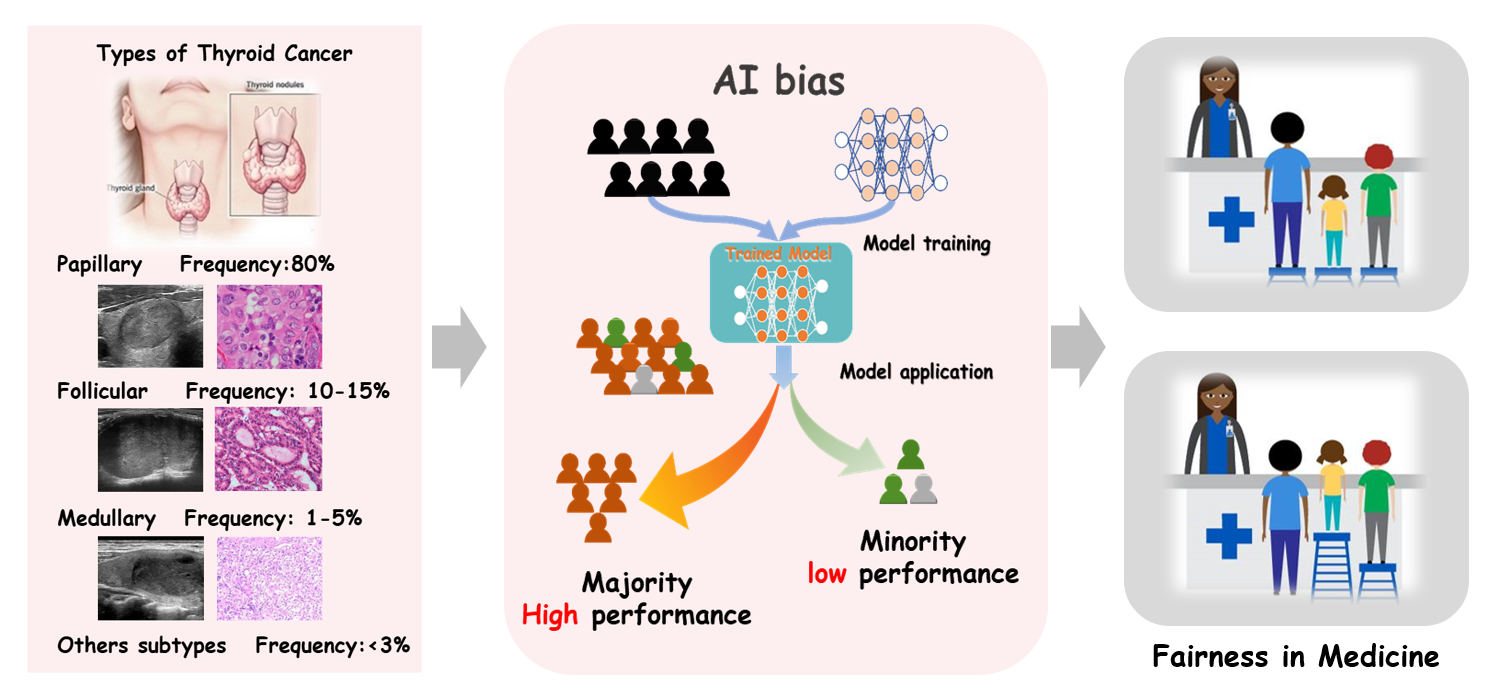 Types of Thyroid Cancer
Thyroid nodules
Thyroid gland
Papillary Frequency:80%
Follicular Frequency: 10-15%
Medullary Frequency: 1-5%
Others subtypes Frequency:<3%
AI bias
Model training
Trained Model
Model application
Majority
High performance
Minority
low performance
Fairness in Medicine